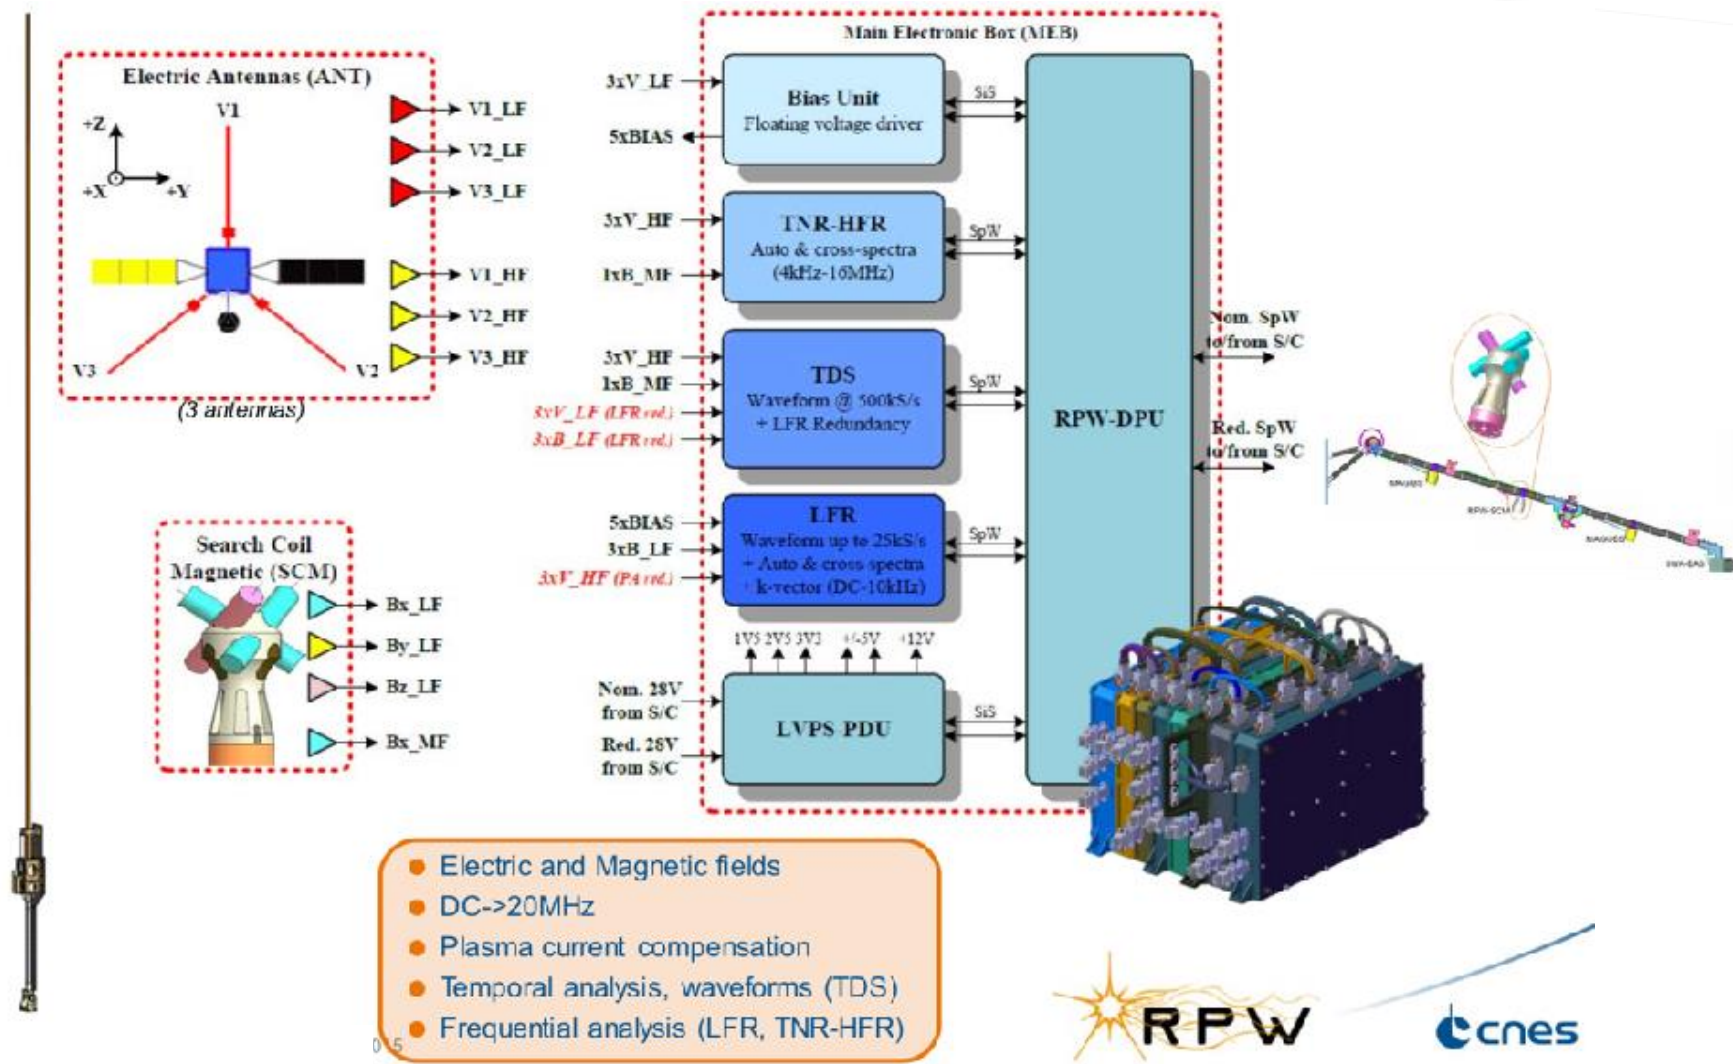 Electric Antennas (ANT)
V1
+Z
+X
+Y
V3
V2
V1_LF
V2_LF
V3_LF
V1_HF
V2_HF
V3_HF
(3 antennas)
Search Coil
Magnetic (SCM)
Bx_LF
By_LF
Bz_LF
Bx_MF
Main Electronic Box (MEB)
3xV_LF
5xBIAS
Bias Unit
Floating voltage driver
SiS
3xV_HF
1xB_MF
TNR-HFR
Auto & cross-spectra
(4kHz-16MHz)
SpW
3xV_HF
1xB_MF
3xV_LF (LFR red.)
3xB_LF (LFR red.)
TDS
Waveform @ 500kS/s
+ LFR Redundancy
SpW
5xBIAS
3xB_LF
3xV_HF (PA red.)
LFR
Waveform up to 25kS/s
+ Auto & cross-spectra
+ k-vector (DC-10kHz)
SpW
1V5 2V5 3V3
+/-5V
+12V
Nom. 28V
from S/C
Red. 28V
from S/C
LVPS-PDU
SiS
RPW-DPU
Nom. SpW
to/from S/C
Red. SpW
to/from S/C
RPW-SCM
Electric and Magnetic fields
DC->20MHz
Plasma current compensation
Temporal analysis, waveforms (TDS)
Frequential analysis (LFR, TNR-HFR)
RPW
cnes